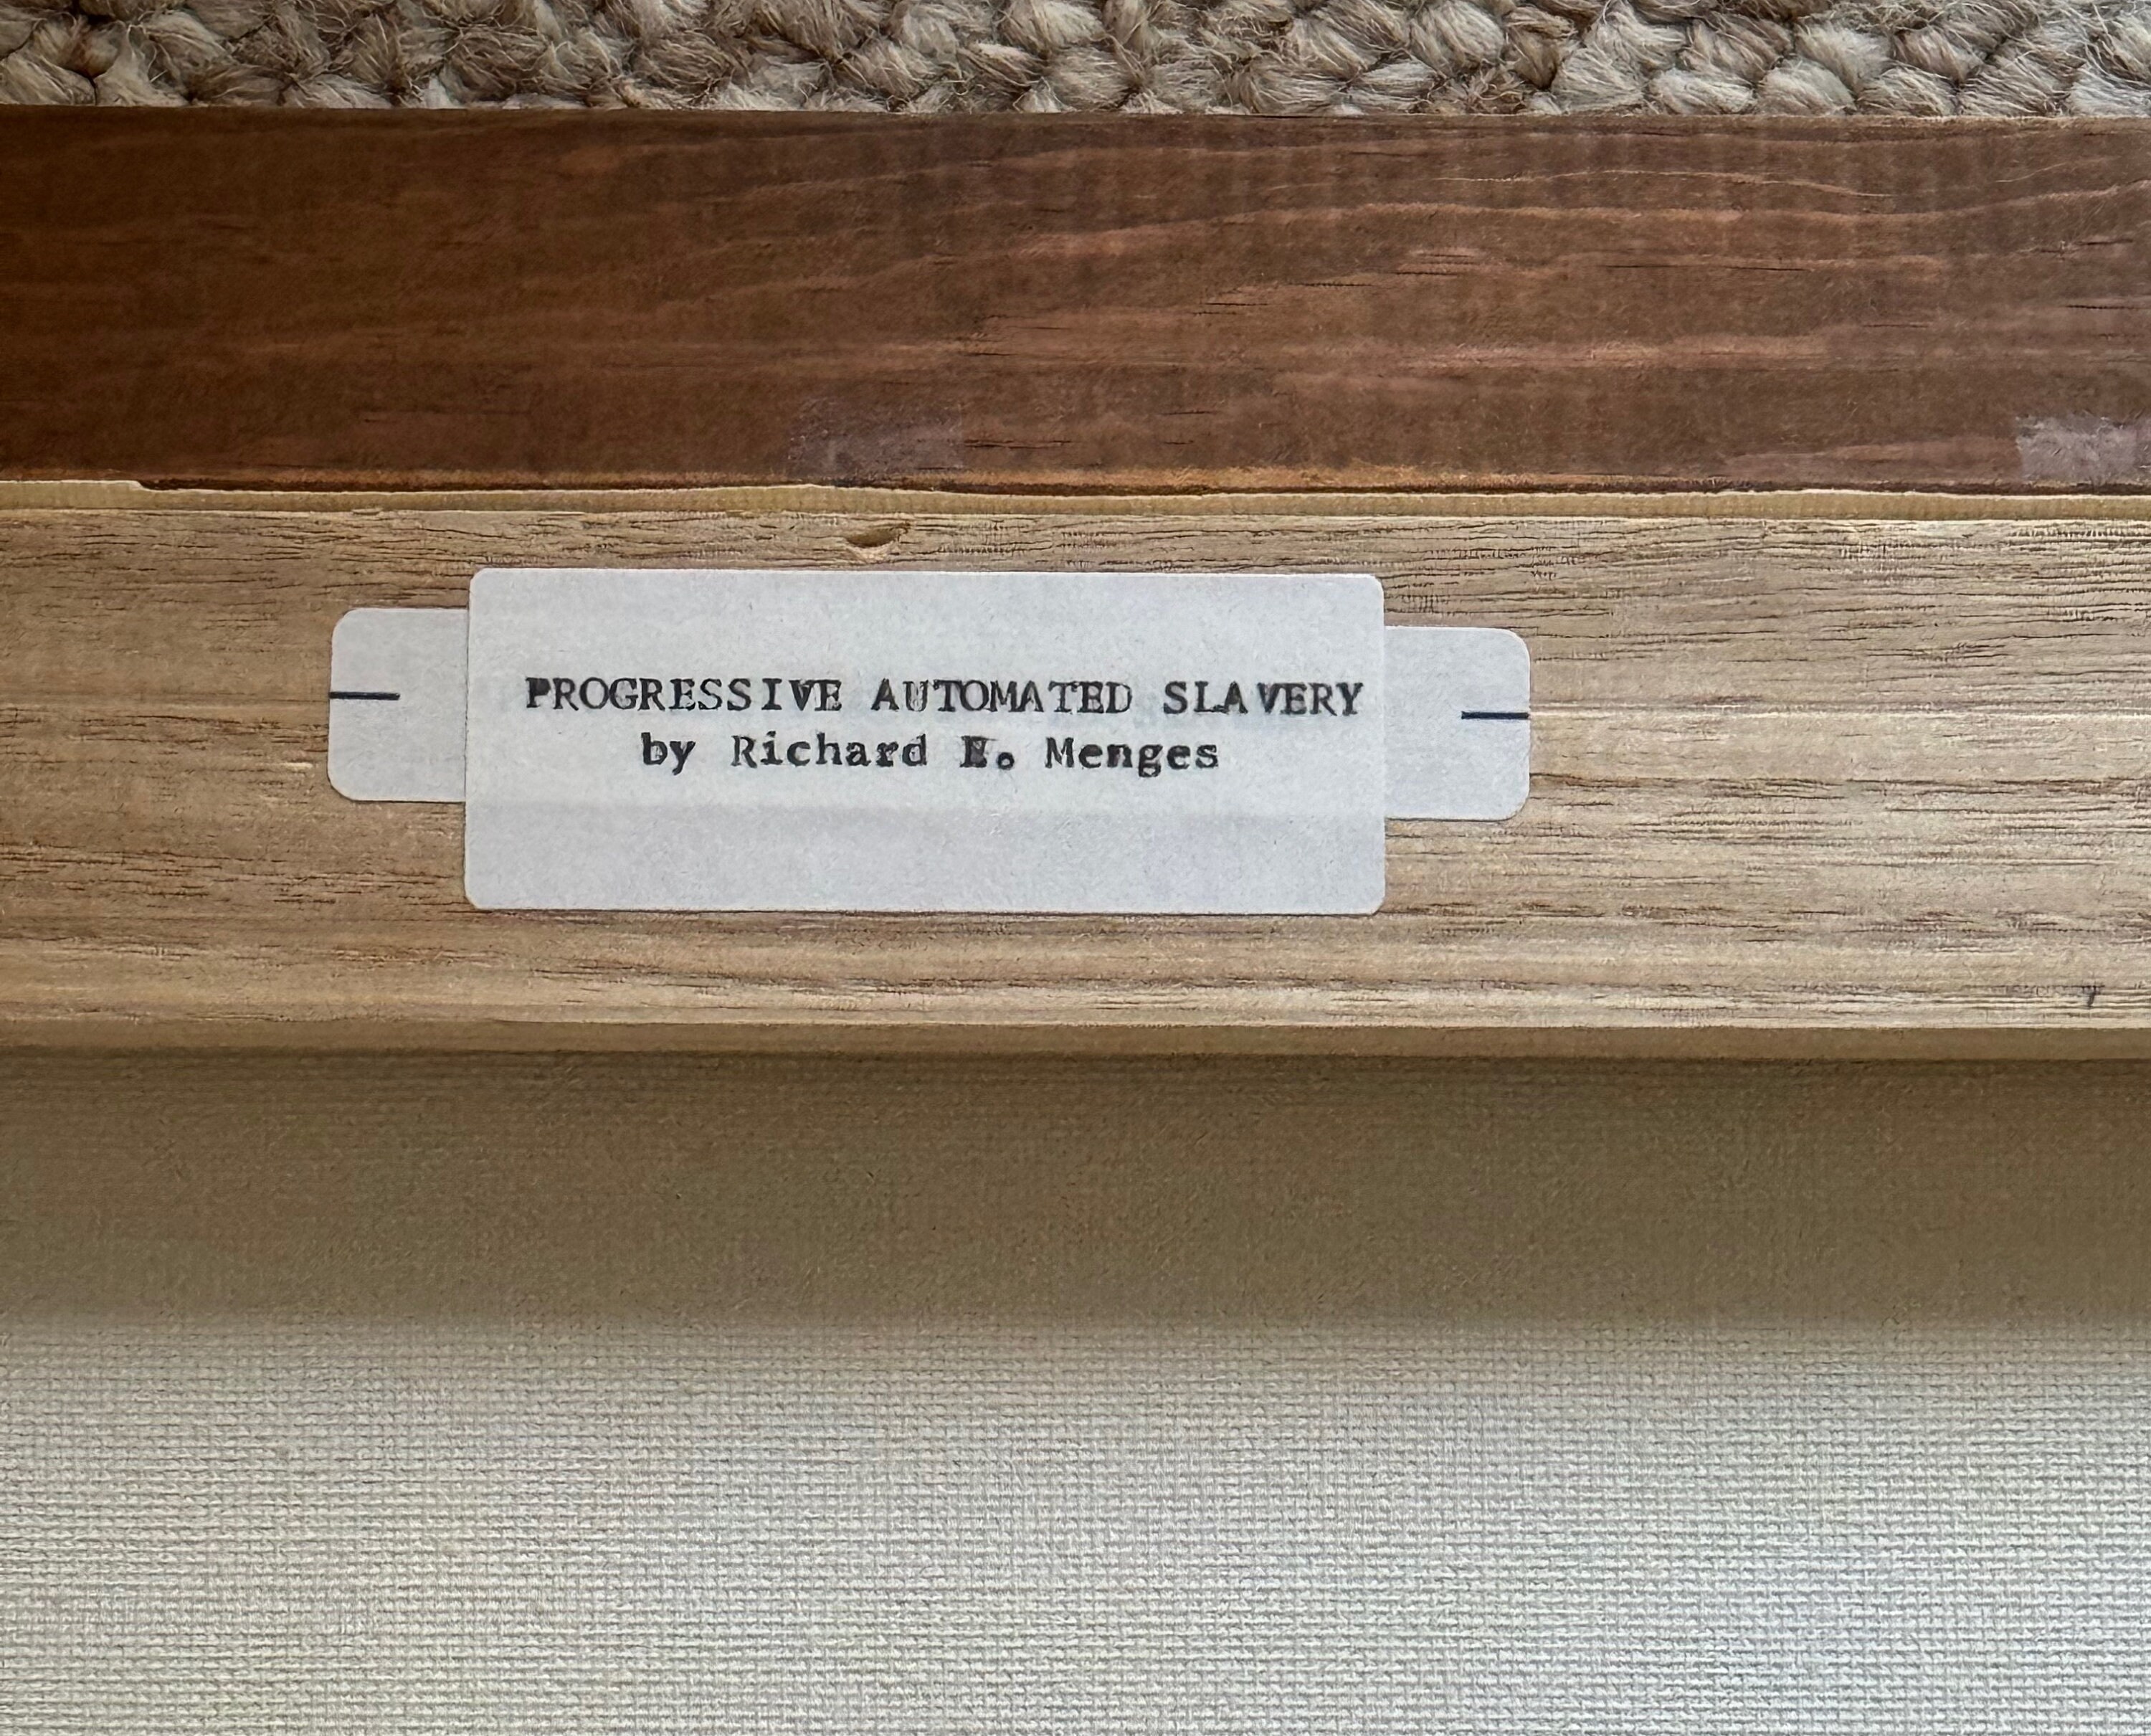 PROGRESSIVE AUTOMATED SLAVERY
by Richard E. Menges